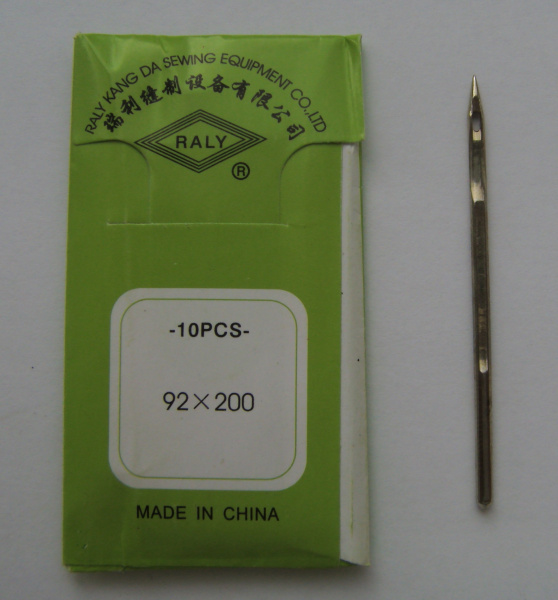 RALY KANG DA SEWING EQUIPMENT CO.,LTD
瑞利缝制设备有限公司
RALY
®
-10PCS-
92×200
MADE IN CHINA